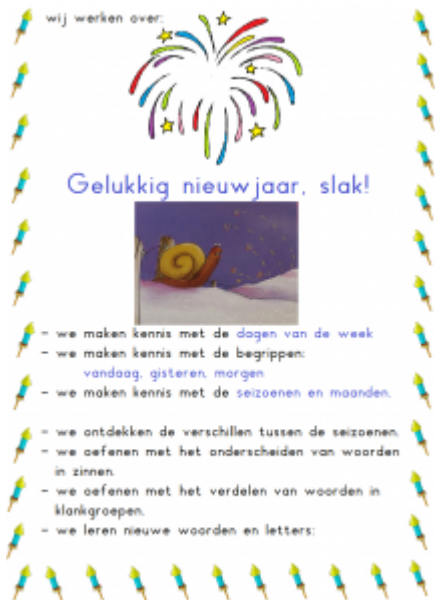 wij werken over:
Gelukkig nieuwjaar, slak!
- we maken kennis met de dagen van de week
- we maken kennis met de begrippen:
vandaag, gisteren, morgen
- we maken kennis met de seizoenen en maanden.
- we ontdekken de verschillen tussen de seizoenen.
- we oefenen met het onderscheiden van woorden
in zinnen.
- we oefenen met het verdelen van woorden in
klankgroepen.
- we leren nieuwe woorden en letters: